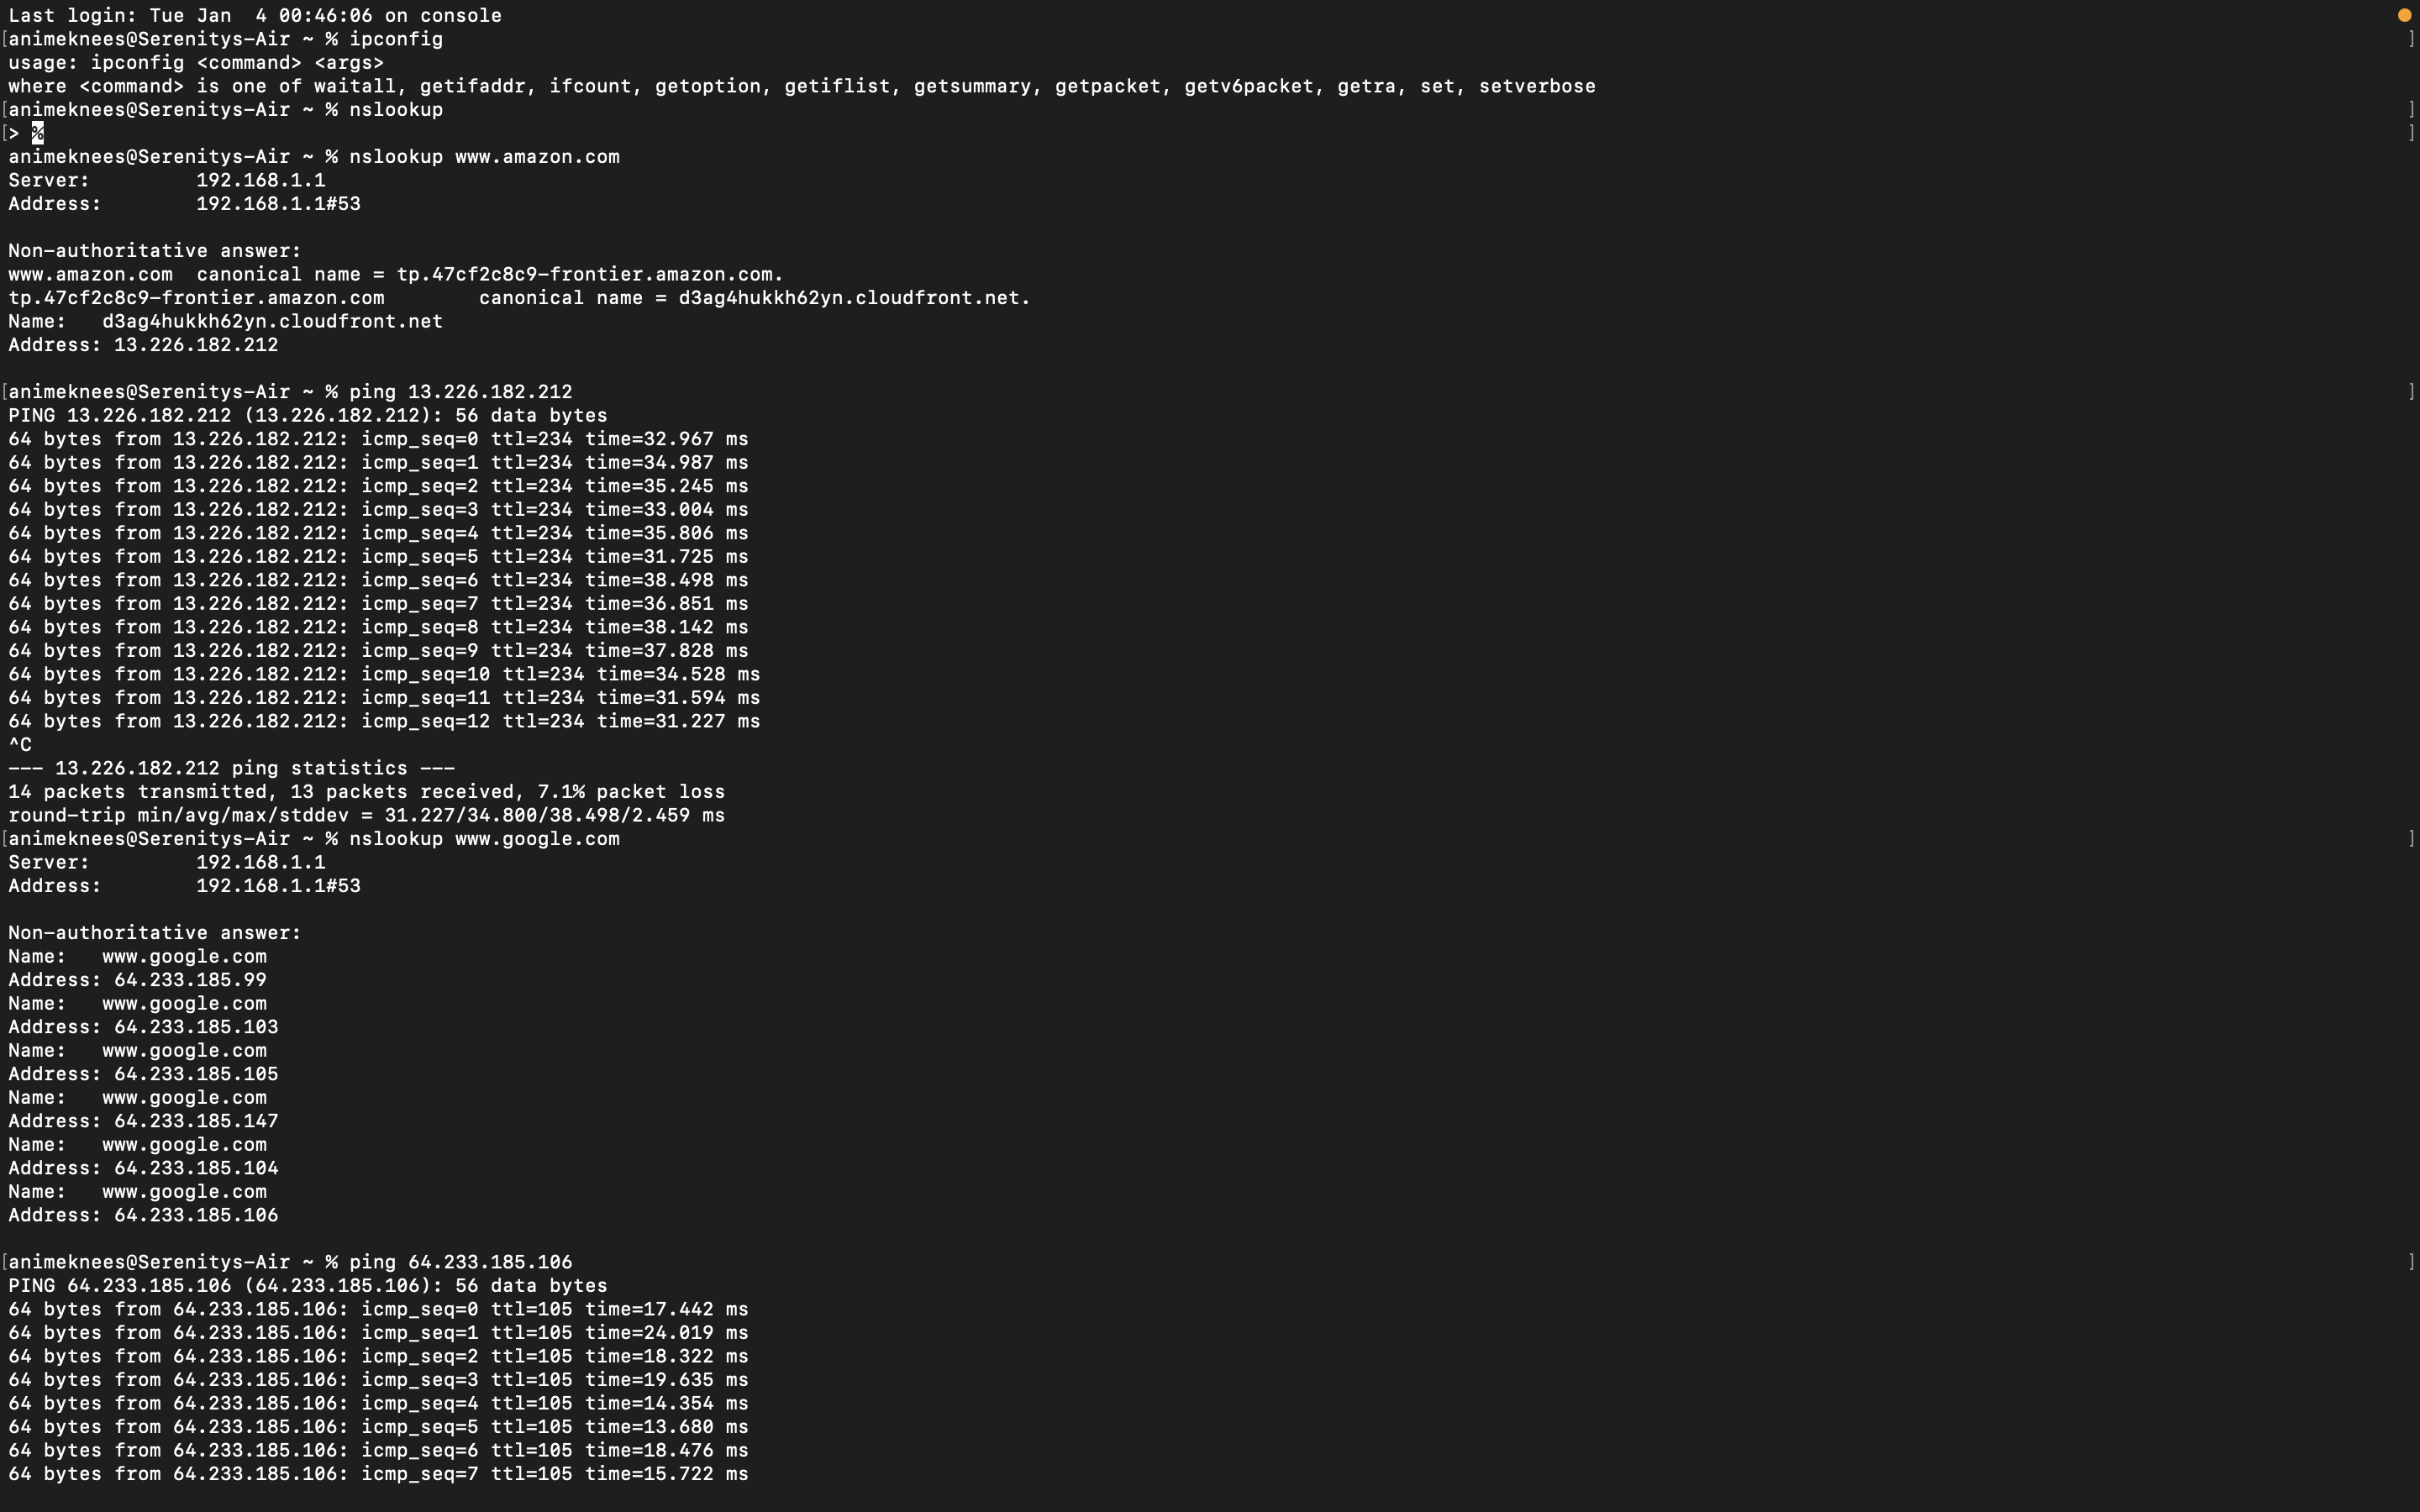 Last login: Tue Jan  4 00:46:06 on console
[animeknees@Serenitys-Air ~ % ipconfig ]
usage: ipconfig <command> <args>
where <command> is one of waitall, getifaddr, ifcount, getoption, getiflist, getsummary, getpacket, getv6packet, getra, set, setverbose
[animeknees@Serenitys-Air ~ % nslookup ]
[> % ]
animeknees@Serenitys-Air ~ % nslookup www.amazon.com
Server:         192.168.1.1
Address:        192.168.1.1#53

Non-authoritative answer:
www.amazon.com  canonical name = tp.47cf2c8c9-frontier.amazon.com.
tp.47cf2c8c9-frontier.amazon.com        canonical name = d3ag4hukkh62yn.cloudfront.net.
Name:   d3ag4hukkh62yn.cloudfront.net
Address: 13.226.182.212

[animeknees@Serenitys-Air ~ % ping 13.226.182.212 ]
PING 13.226.182.212 (13.226.182.212): 56 data bytes
64 bytes from 13.226.182.212: icmp_seq=0 ttl=234 time=32.967 ms
64 bytes from 13.226.182.212: icmp_seq=1 ttl=234 time=34.987 ms
64 bytes from 13.226.182.212: icmp_seq=2 ttl=234 time=35.245 ms
64 bytes from 13.226.182.212: icmp_seq=3 ttl=234 time=33.004 ms
64 bytes from 13.226.182.212: icmp_seq=4 ttl=234 time=35.806 ms
64 bytes from 13.226.182.212: icmp_seq=5 ttl=234 time=31.725 ms
64 bytes from 13.226.182.212: icmp_seq=6 ttl=234 time=38.498 ms
64 bytes from 13.226.182.212: icmp_seq=7 ttl=234 time=36.851 ms
64 bytes from 13.226.182.212: icmp_seq=8 ttl=234 time=38.142 ms
64 bytes from 13.226.182.212: icmp_seq=9 ttl=234 time=37.828 ms
64 bytes from 13.226.182.212: icmp_seq=10 ttl=234 time=34.528 ms
64 bytes from 13.226.182.212: icmp_seq=11 ttl=234 time=31.594 ms
64 bytes from 13.226.182.212: icmp_seq=12 ttl=234 time=31.227 ms
^C
--- 13.226.182.212 ping statistics ---
14 packets transmitted, 13 packets received, 7.1% packet loss
round-trip min/avg/max/stddev = 31.227/34.800/38.498/2.459 ms
[animeknees@Serenitys-Air ~ % nslookup www.google.com ]
Server:         192.168.1.1
Address:        192.168.1.1#53

Non-authoritative answer:
Name:   www.google.com
Address: 64.233.185.99
Name:   www.google.com
Address: 64.233.185.103
Name:   www.google.com
Address: 64.233.185.105
Name:   www.google.com
Address: 64.233.185.147
Name:   www.google.com
Address: 64.233.185.104
Name:   www.google.com
Address: 64.233.185.106

[animeknees@Serenitys-Air ~ % ping 64.233.185.106 ]
PING 64.233.185.106 (64.233.185.106): 56 data bytes
64 bytes from 64.233.185.106: icmp_seq=0 ttl=105 time=17.442 ms
64 bytes from 64.233.185.106: icmp_seq=1 ttl=105 time=24.019 ms
64 bytes from 64.233.185.106: icmp_seq=2 ttl=105 time=18.322 ms
64 bytes from 64.233.185.106: icmp_seq=3 ttl=105 time=19.635 ms
64 bytes from 64.233.185.106: icmp_seq=4 ttl=105 time=14.354 ms
64 bytes from 64.233.185.106: icmp_seq=5 ttl=105 time=13.680 ms
64 bytes from 64.233.185.106: icmp_seq=6 ttl=105 time=18.476 ms
64 bytes from 64.233.185.106: icmp_seq=7 ttl=105 time=15.722 ms